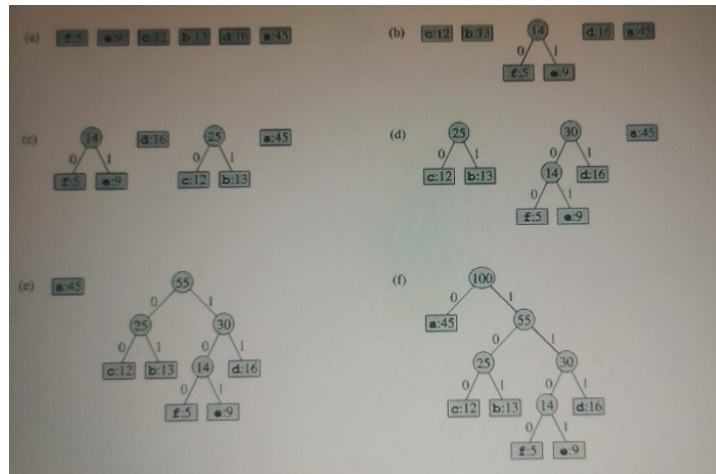 (a) f:5 e:9 c:12 b:13 d:16 a:45
(b) c:12 b:13 14 d:16 a:45
0 1
f:5 e:9
(c) 14 d:16 25 a:45
0 1 0 1
f:5 e:9 c:12 b:13
(d) 25 30 a:45
0 1 0 1
c:12 b:13 14 d:16
0 1
f:5 e:9
(e) a:45 55
0 1
25 30
0 1 0 1
c:12 b:13 14 d:16
0 1
f:5 e:9
(f) 100
0 1
a:45 55
0 1
25 30
0 1 0 1
c:12 b:13 14 d:16
0 1
f:5 e:9